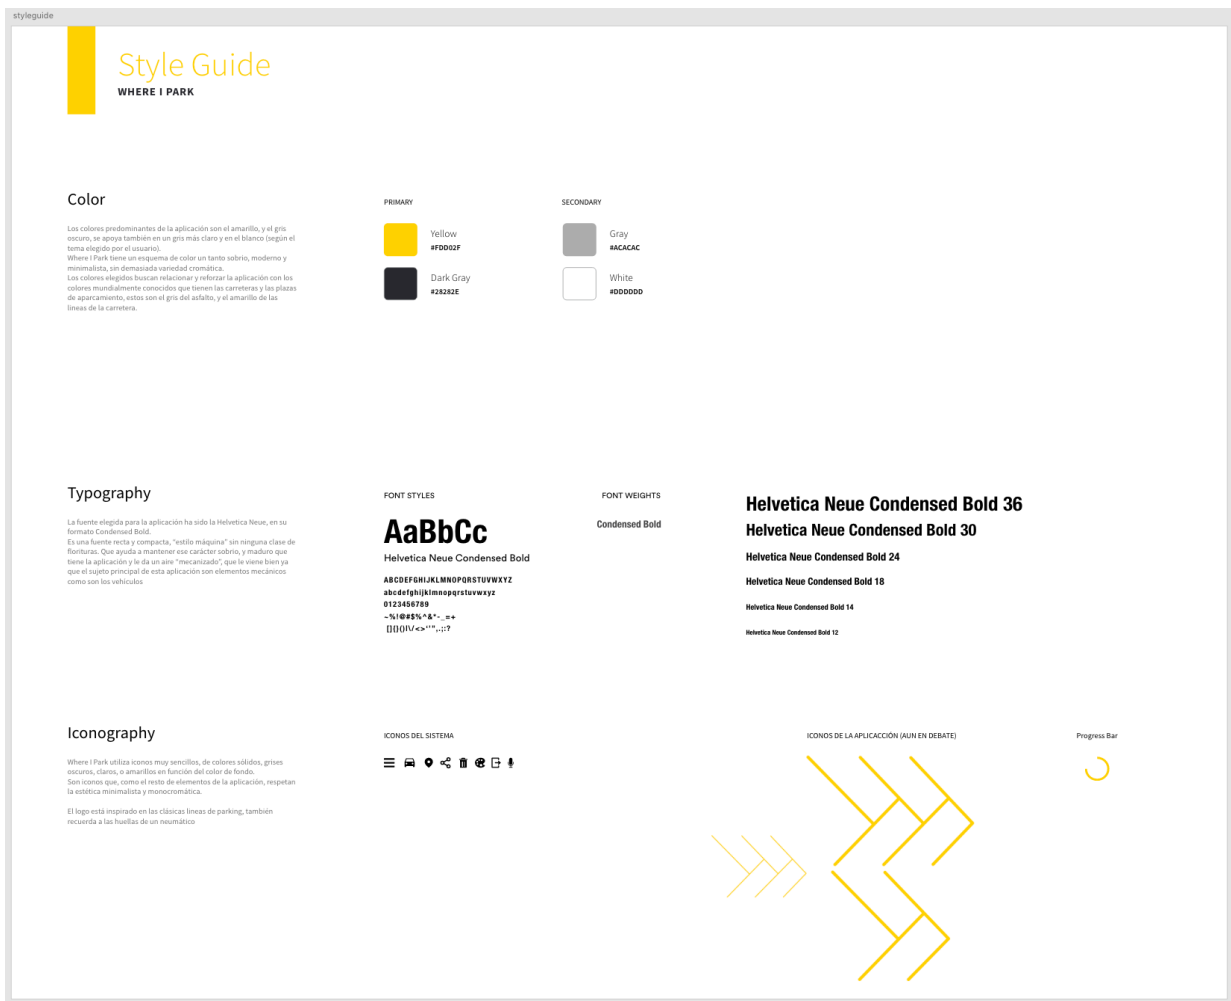 styleguide
Style Guide
WHERE I PARK
Color
Los colores predominantes de la aplicación son el amarillo, y el gris
oscuro, se apoya también en un gris más claro y en el blanco (según el
tema elegido por el usuario).
Where I Park tiene un esquema de color un tanto sobrio, moderno y
minimalista, sin demasiada variedad cromática.
Los colores elegidos buscan relacionar y reforzar la aplicación con los
colores mundialmente conocidos que tienen las carreteras y las plazas
de aparcamiento, estos son el gris del asfalto, y el amarillo de las
lineas de la carretera.
PRIMARY
Yellow
#FDD02F
Dark Gray
#28282E
SECONDARY
Gray
#ACACAC
White
#DDDDDD
Typography
La fuente elegida para la aplicación ha sido la Helvetica Neue, en su
formato Condensed Bold.
Es una fuente recta y compacta, "estilo máquina" sin ninguna clase de
florituras. Que ayuda a mantener ese carácter sobrio, y maduro que
tiene la aplicación y le da un aire "mecanizado", que le viene bien ya
que el sujeto principal de esta aplicación son elementos mecánicos
como son los vehiculos
FONT STYLES
AaBbCc
Helvetica Neue Condensed Bold
ABCDEFGHIJKLMNOPQRSTUVWXYZ
abcdefghijklmnopqrstuvwxyz
0123456789
~%!@#$%^&*-_=+
[]{}()|\/<>''",.;:?
FONT WEIGHTS
Condensed Bold
Helvetica Neue Condensed Bold 36
Helvetica Neue Condensed Bold 30
Helvetica Neue Condensed Bold 24
Helvetica Neue Condensed Bold 18
Helvetica Neue Condensed Bold 14
Helvetica Neue Condensed Bold 12
Iconography
Where I Park utiliza iconos muy sencillos, de colores sólidos, grises
oscuros, claros, o amarillos en función del color de fondo.
Son iconos que, como el resto de elementos de la aplicación, respetan
la estética minimalista y monocromática.
El logo está inspirado en las clásicas lineas de parking, también
recuerda a las huellas de un neumático
ICONOS DEL SISTEMA
ICONOS DE LA APLICACCIÓN (AUN EN DEBATE)
Progress Bar